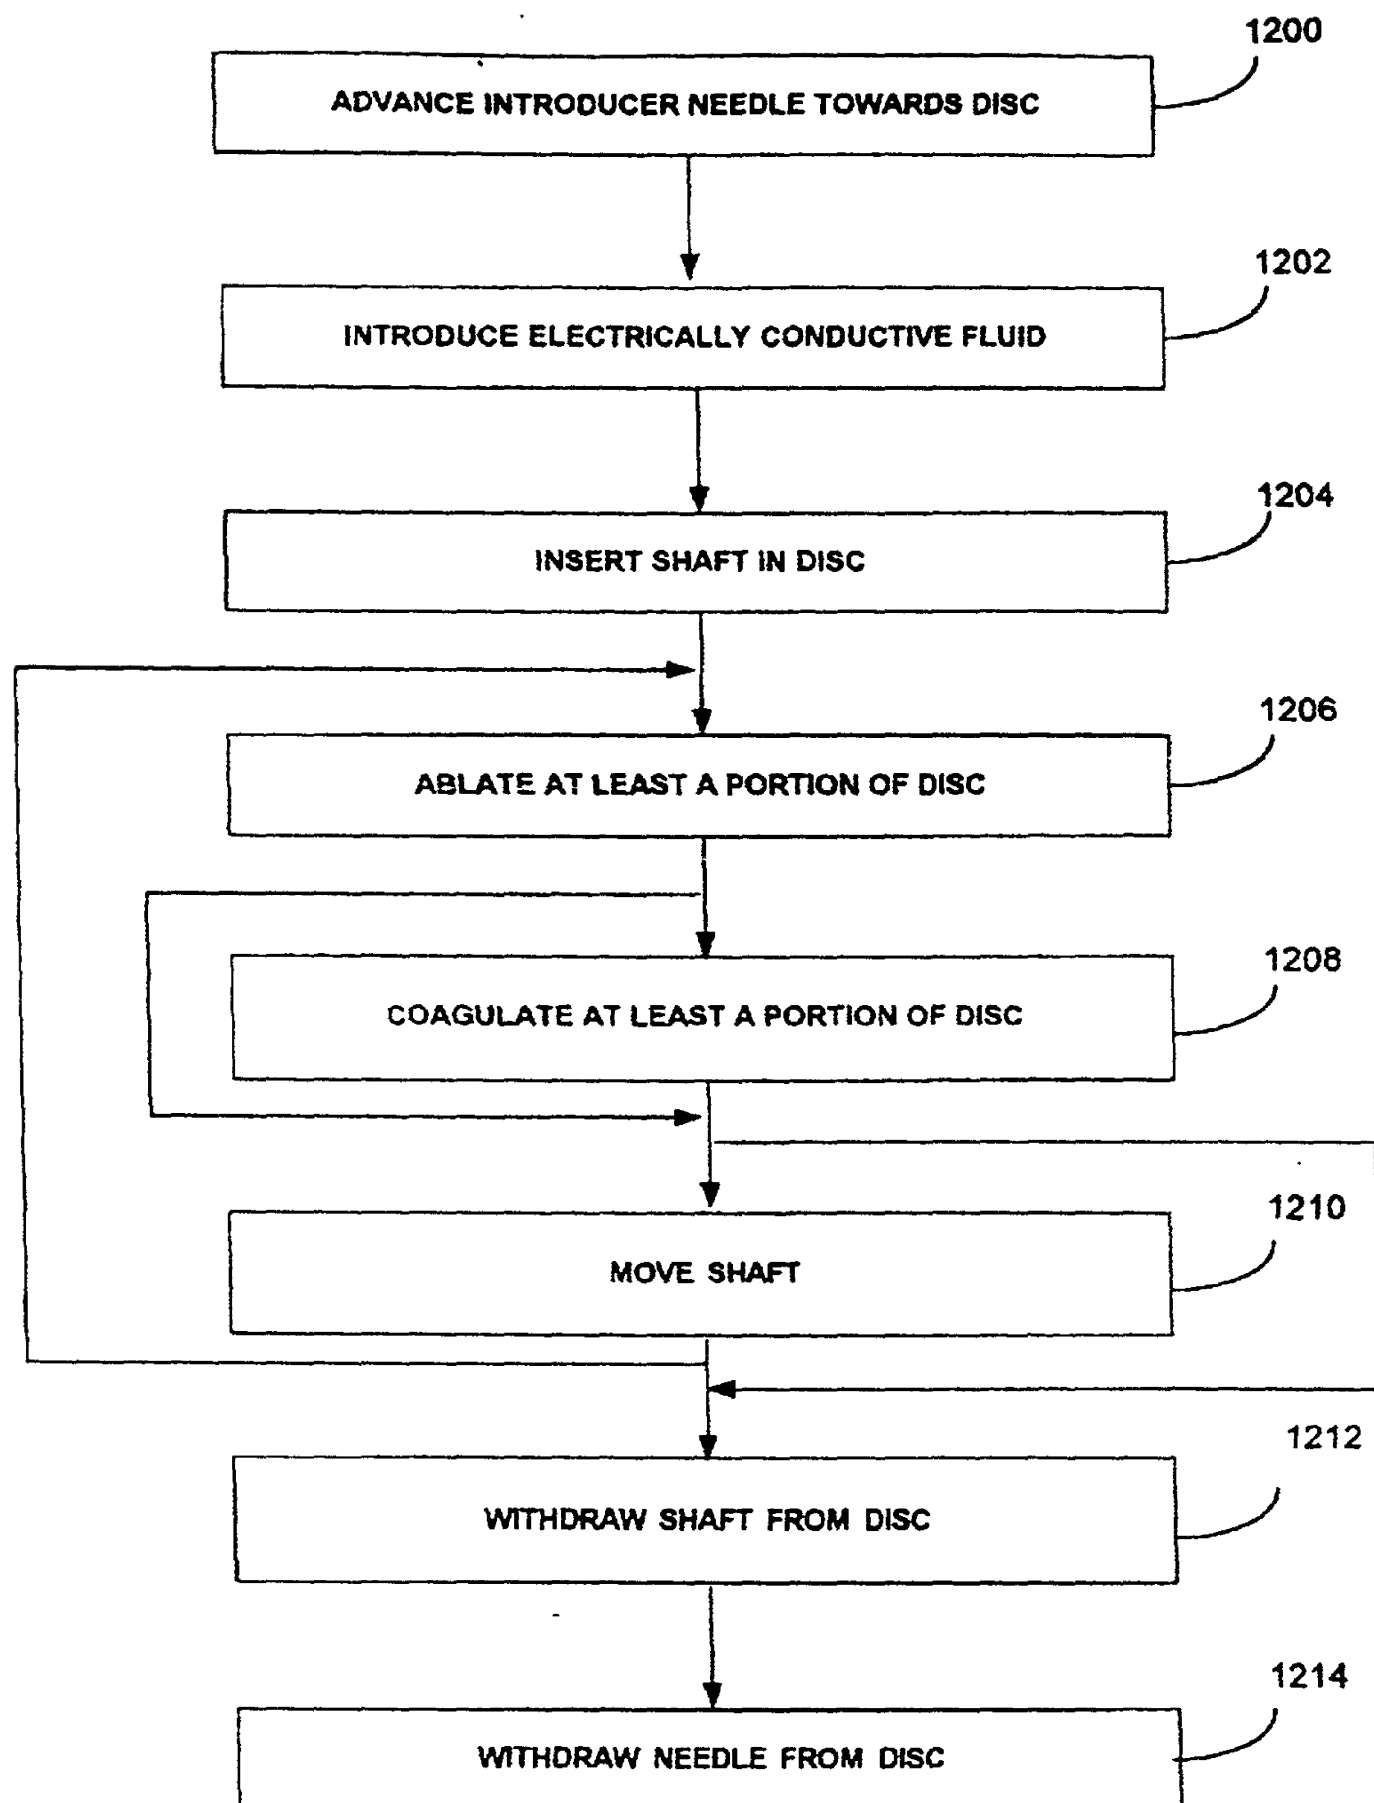 1200
ADVANCE INTRODUCER NEEDLE TOWARDS DISC
1202
INTRODUCE ELECTRICALLY CONDUCTIVE FLUID
1204
INSERT SHAFT IN DISC
1206
ABLATE AT LEAST A PORTION OF DISC
1208
COAGULATE AT LEAST A PORTION OF DISC
1210
MOVE SHAFT
1212
WITHDRAW SHAFT FROM DISC
1214
WITHDRAW NEEDLE FROM DISC